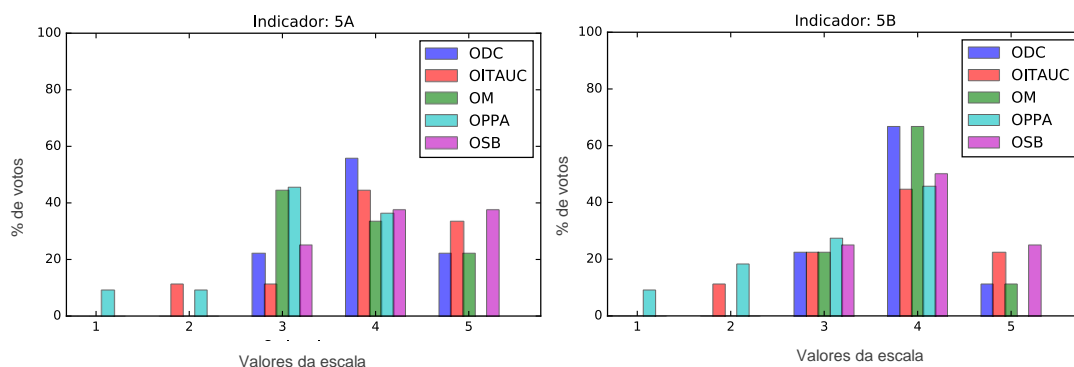 Indicador: 5A
100
80
60
40
20
0
% de votos
ODC
OITAUC
OM
OPPA
OSB
1 2 3 4 5
Valores da escala
Indicador: 5B
100
80
60
40
20
0
% de votos
ODC
OITAUC
OM
OPPA
OSB
1 2 3 4 5
Valores da escala